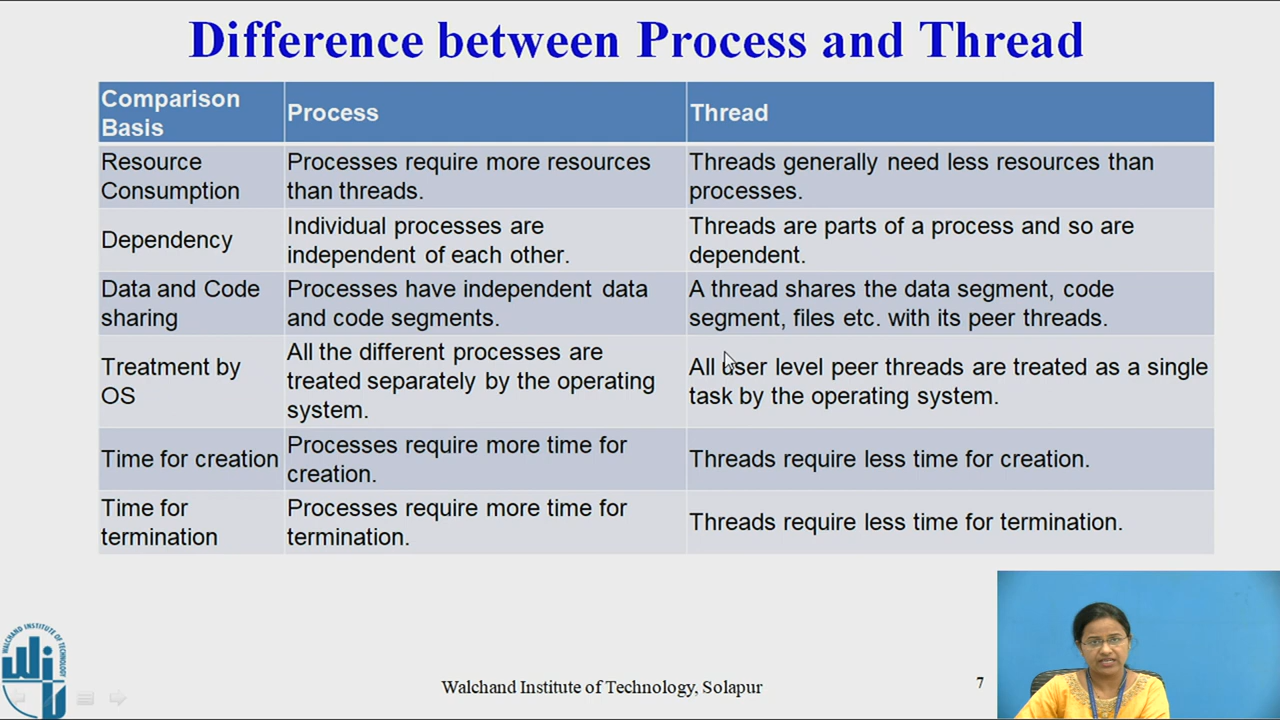 Difference between Process and Thread
Comparison
Basis
Process
Thread
Resource
Consumption
Processes require more resources
than threads.
Threads generally need less resources than
processes.
Dependency
Individual processes are
independent of each other.
Threads are parts of a process and so are
dependent.
Data and Code
sharing
Processes have independent data
and code segments.
A thread shares the data segment, code
segment, files etc. with its peer threads.
Treatment by
OS
All the different processes are
treated separately by the operating
system.
All user level peer threads are treated as a single
task by the operating system.
Time for creation
Processes require more time for
creation.
Threads require less time for creation.
Time for
termination
Processes require more time for
termination.
Threads require less time for termination.
WALCHAND INSTITUTE OF TECHNOLOGY
Walchand Institute of Technology, Solapur
7